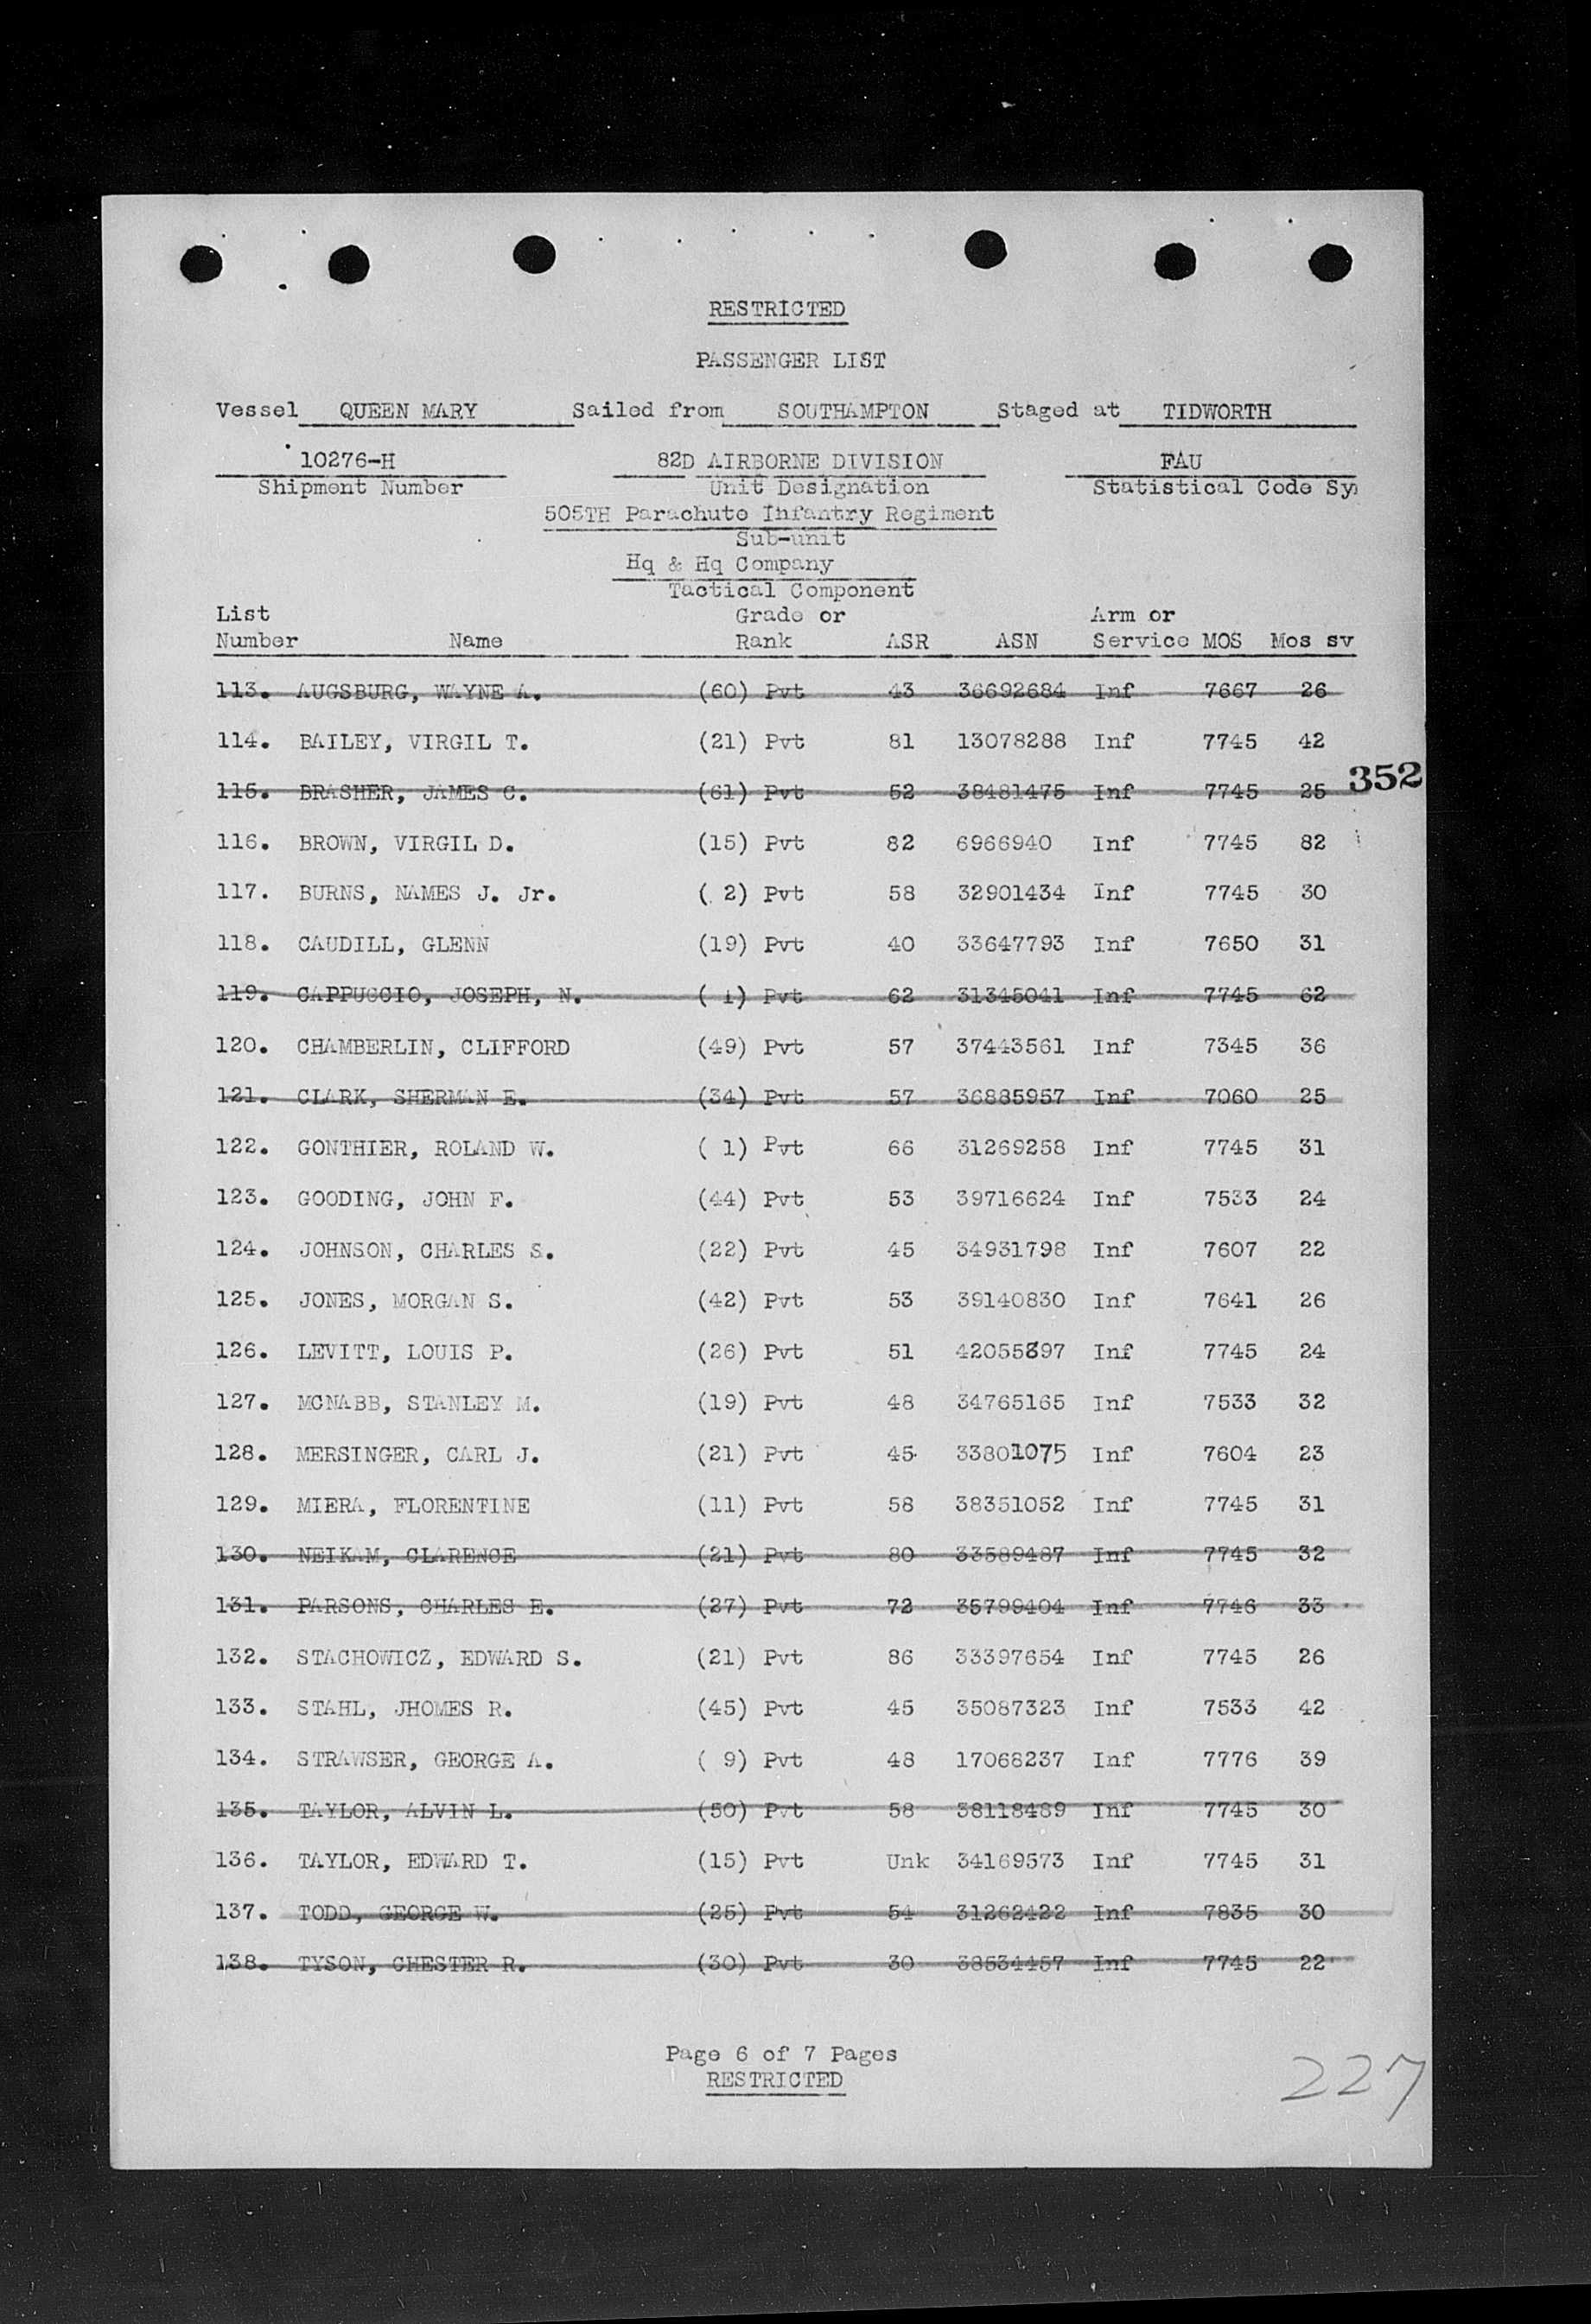 RESTRICTED
PASSENGER LIST
Vessel QUEEN MARY Sailed from SOUTHAMPTON Staged at TIDWORTH
10276-H 82D AIRBORNE DIVISION FAU
Shipment Number Unit Designation Statistical Code Sy
505TH Parachute Infantry Regiment
Sub-unit
Hq & Hq Company
Tactical Component
List Grade or Arm or
Number Name Rank ASR ASN Service MOS Mos sv
113. AUGSBURG, WAYNE A. (60) Pvt 43 36692684 Inf 7667 26
114. BAILEY, VIRGIL T. (21) Pvt 81 13078288 Inf 7745 42
352
115. BRASHER, JAMES C. (61) Pvt 52 38481475 Inf 7745 25
116. BROWN, VIRGIL D. (15) Pvt 82 6966940 Inf 7745 82
117. BURNS, NAMES J. Jr. ( 2) Pvt 58 32901434 Inf 7745 30
118. CAUDILL, GLENN (19) Pvt 40 33647793 Inf 7650 31
119. CAPPUCCIO, JOSEPH, N. ( 1) Pvt 62 31345041 Inf 7745 62
120. CHAMBERLIN, CLIFFORD (49) Pvt 57 37443561 Inf 7345 36
121. CLARK, SHERMAN E. (34) Pvt 57 36885957 Inf 7060 25
122. GONTHIER, ROLAND W. ( 1) Pvt 66 31269258 Inf 7745 31
123. GOODING, JOHN F. (44) Pvt 53 39716624 Inf 7533 24
124. JOHNSON, CHARLES S. (22) Pvt 45 34931798 Inf 7607 22
125. JONES, MORGAN S. (42) Pvt 53 39140830 Inf 7641 26
126. LEVITT, LOUIS P. (26) Pvt 51 42055897 Inf 7745 24
127. MCNABB, STANLEY M. (19) Pvt 48 34765165 Inf 7533 32
128. MERSINGER, CARL J. (21) Pvt 45 33801075 Inf 7604 23
129. MIERA, FLORENTINE (11) Pvt 58 38351052 Inf 7745 31
130. NEIKAM, CLARENCE (21) Pvt 80 33589487 Inf 7745 32
131. PARSONS, CHARLES E. (27) Pvt 72 35799404 Inf 7746 33
132. STACHOWICZ, EDWARD S. (21) Pvt 86 33397654 Inf 7745 26
133. STAHL, JHOMES R. (45) Pvt 45 35087323 Inf 7533 42
134. STRAWSER, GEORGE A. ( 9) Pvt 48 17068237 Inf 7776 39
135. TAYLOR, ALVIN L. (50) Pvt 58 38118489 Inf 7745 30
136. TAYLOR, EDWARD T. (15) Pvt Unk 34169573 Inf 7745 31
137. TODD, GEORGE W. (25) Pvt 54 31262422 Inf 7835 30
138. TYSON, CHESTER R. (30) Pvt 30 38534457 Inf 7745 22
Page 6 of 7 Pages
RESTRICTED
227